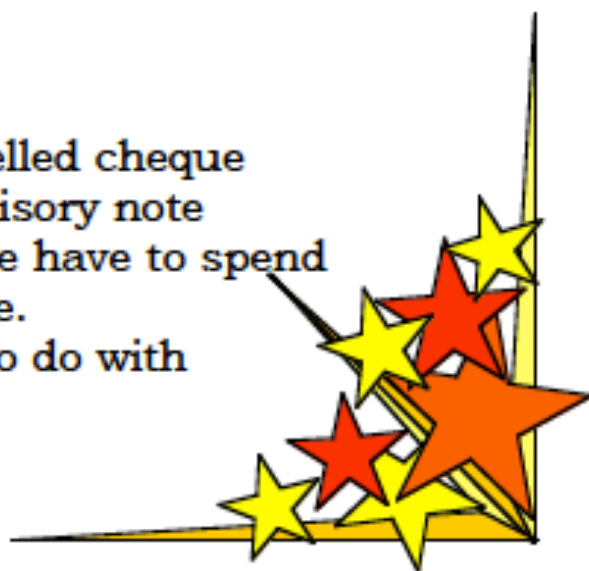 elled cheque
isory note
e have to spend
e.
o do with